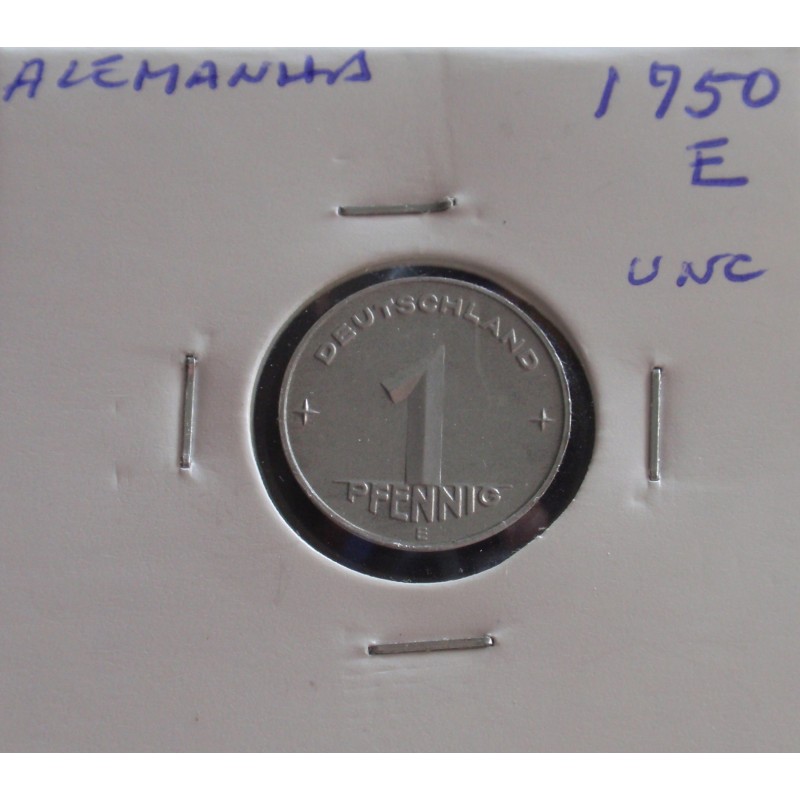 ALEMANHA
1950
E
UNC
DEUTSCHLAND
1
PFENNIG
E